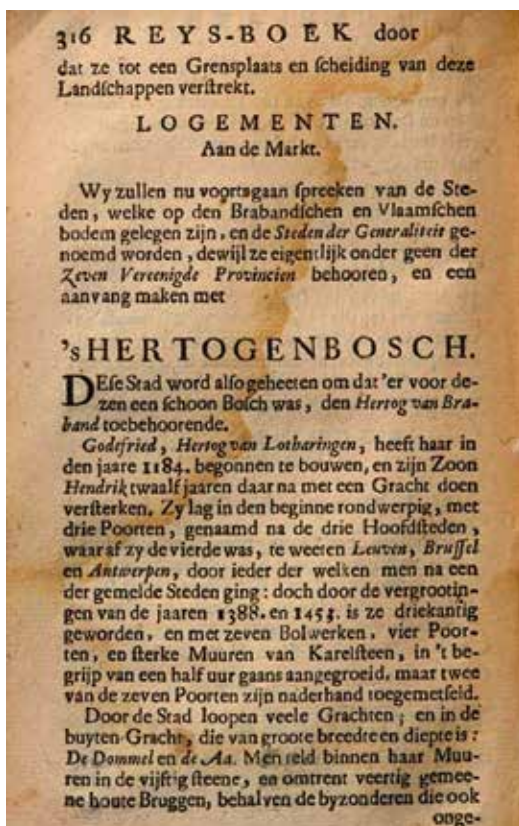 316 REYS-BOEK door
dat ze tot een Grensplaats en ſcheiding van deze
Landſchappen verſtrekt.
LOGEMENTEN.
Aan de Markt.
Wy zullen nu voortsgaan ſpreeken van de Ste-
den, welke op den Brabandſchen en Vlaamſchen
bodem gelegen zijn, en de Steden der Generaliteit ge-
noemd worden, dewijl ze eigentlijk onder geen der
Zeven Vereenigde Provincien behooren, en een
aanvang maken met
'sHERTOGENBOSCH.
DEſe Stad word alſo geheeten om dat 'er voor de-
zen een ſchoon Boſch was, den Hertog van Bra-
band toebehoorende.
Godefried, Hertog van Lotharingen, heeft haar in
den jaare 1184. begonnen te bouwen, en zijn Zoon
Hendrik twaalf jaaren daar na met een Gracht doen
verſterken. Zy lag in den beginne rondwerpig, met
drie Poorten, genaamd na de drie Hoofdſteden,
waar af zy de vierde was, te weeten Leuven, Bruſſel
en Antwerpen, door ieder der welken men na een
der gemelde Steden ging: doch door de vergrootin-
gen van de jaaren 1388. en 1453. is ze driekantig
geworden, en met zeven Bolwerken, vier Poor-
ten, en ſterke Muuren van Karelſteen, in 't be-
grijp van een half uur gaans aangegroeid, maar twee
van de zeven Poorten zijn naderhand toegemetſeld.
Door de Stad loopen veele Grachten; en in de
buyten-Gracht, die van groote breedte en diepte is:
De Dommel en de Aa. Men teld binnen haar Muu-
ren in de vijftig ſteene, en omtrent veertig gemee-
ne houte Bruggen, behalven de byzonderen die ook
onge-